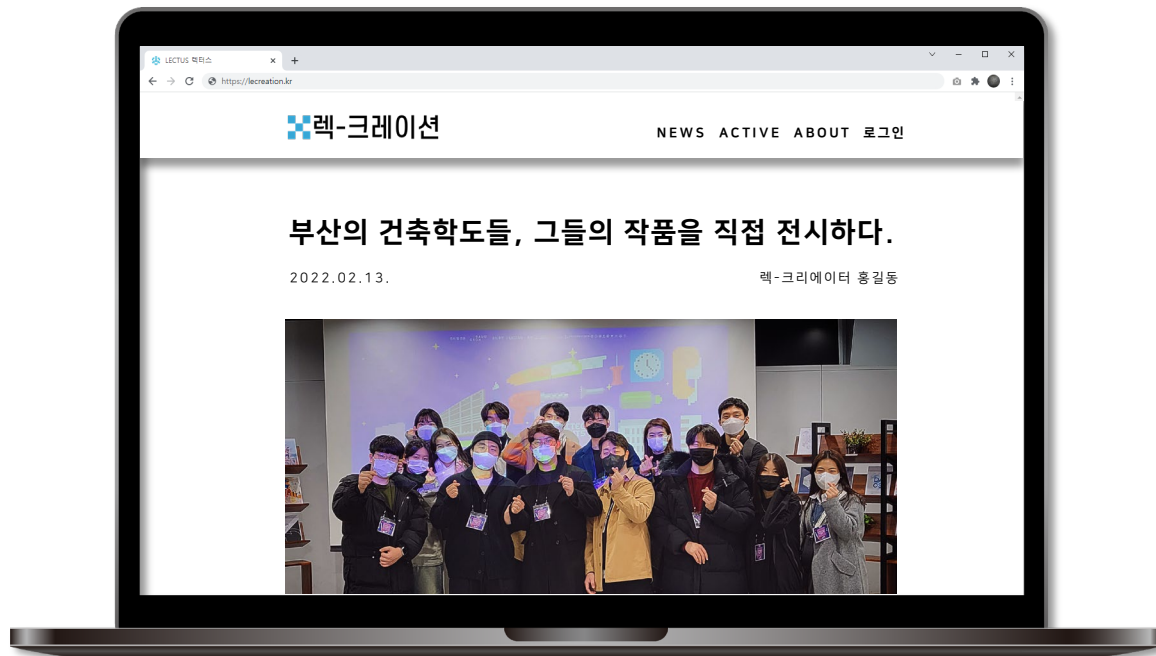 LECTUS 렉터스
https://lecreation.kr
렉-크레이션
NEWS ACTIVE ABOUT 로그인
부산의 건축학도들, 그들의 작품을 직접 전시하다.
2022.02.13.
렉-크리에이터 홍길동